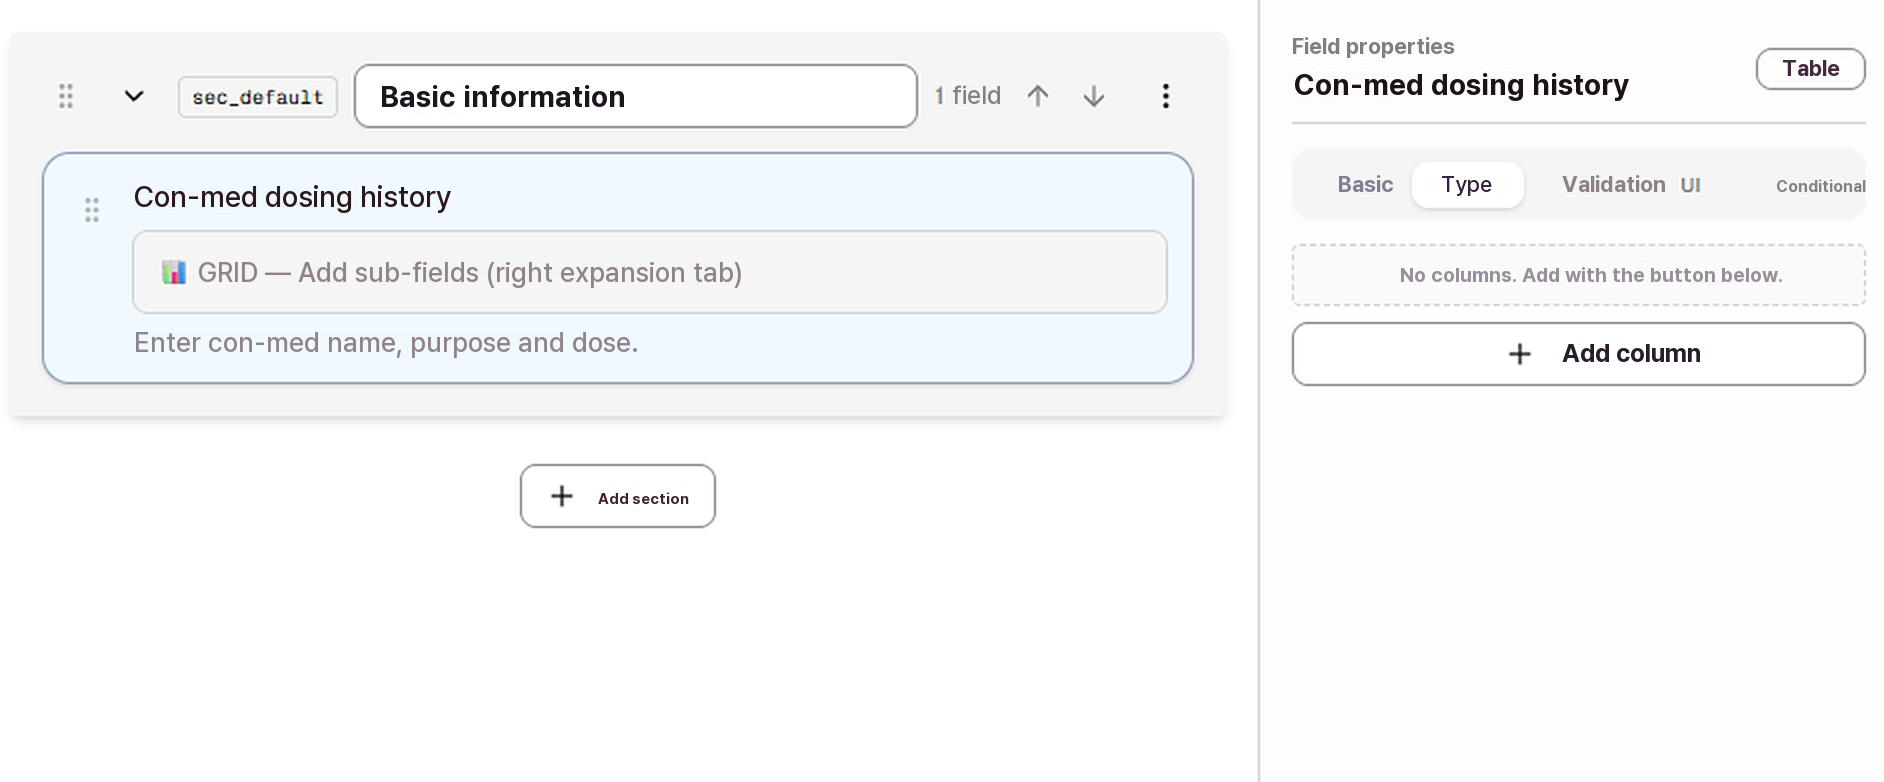 sec_default
Basic information
1 field
Con-med dosing history
GRID — Add sub-fields (right expansion tab)
Enter con-med name, purpose and dose.
Add section
Field properties
Con-med dosing history
Table
Basic Type Validation UI Conditional
No columns. Add with the button below.
Add column